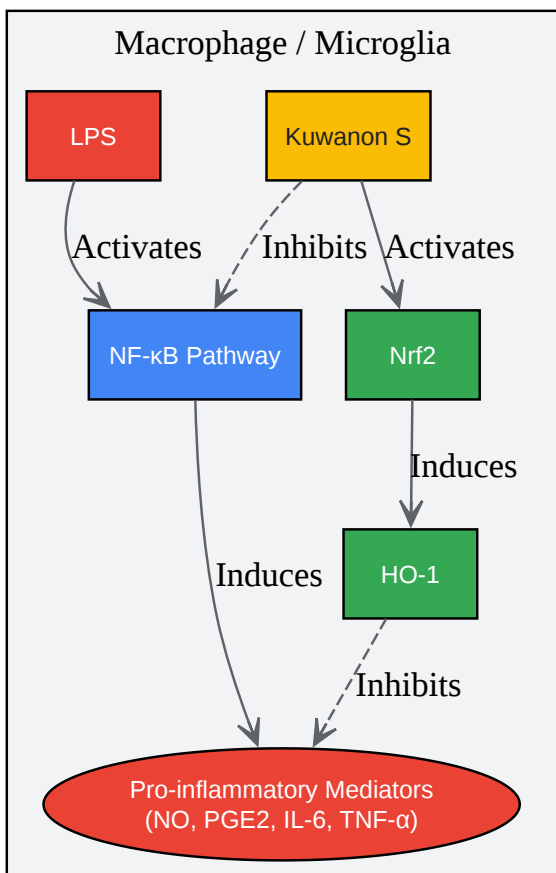 Macrophage / Microglia
LPS
Kuwanon S
Activates
Inhibits
Activates
NF-κB Pathway
Nrf2
Induces
HO-1
Induces
Inhibits
Pro-inflammatory Mediators
(NO, PGE2, IL-6, TNF-α)